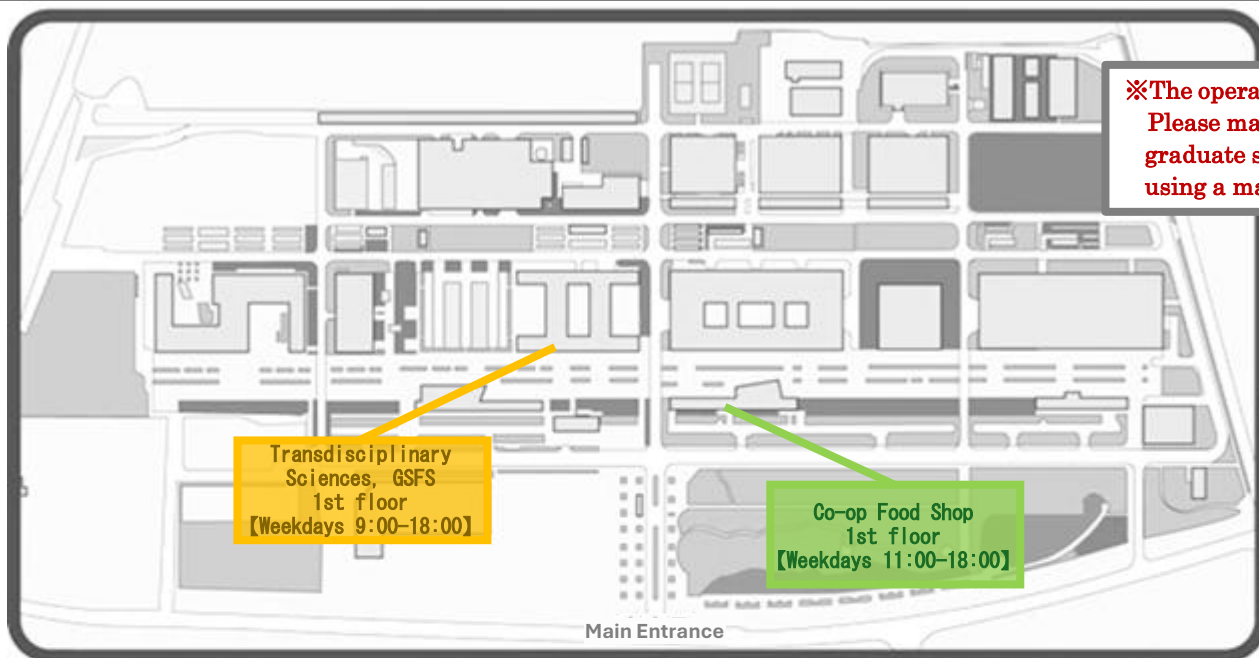 ※The opera
Please ma
graduate s
using a ma
Transdisciplinary
Sciences, GSFS
1st floor
【Weekdays 9:00-18:00】
Co-op Food Shop
1st floor
【Weekdays 11:00-18:00】
Main Entrance